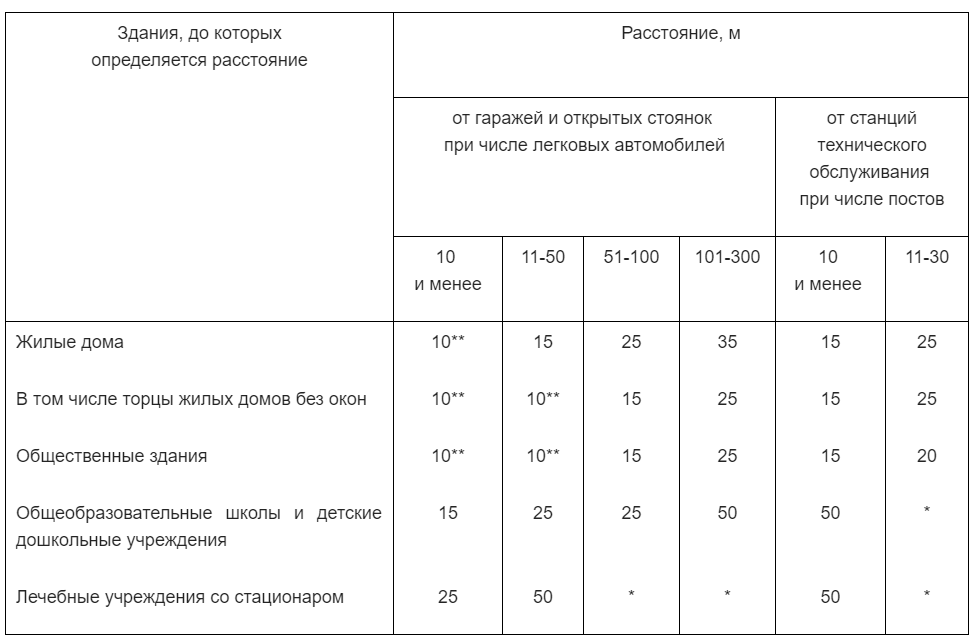 Здания, до которых
определяется расстояние
Расстояние, м
от гаражей и открытых стоянок
при числе легковых автомобилей
от станций
технического
обслуживания
при числе постов
10
и менее
11-50
51-100
101-300
10
и менее
11-30
Жилые дома 10** 15 25 35 15 25
В том числе торцы жилых домов без окон 10** 10** 15 25 15 25
Общественные здания 10** 10** 15 25 15 20
Общеобразовательные школы и детские 15 25 25 50 50 *
дошкольные учреждения
Лечебные учреждения со стационаром 25 50 * * 50 *